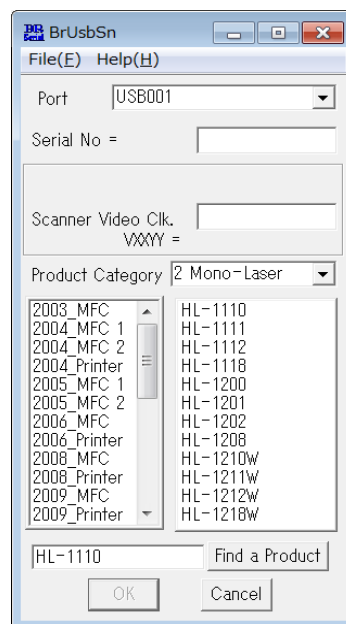 BR Serial BrUsbSn
File(F) Help(H)
Port USB001
Serial No =
Scanner Video Clk.
VXXYY =
Product Category 2 Mono-Laser
2003_MFC
2004_MFC 1
2004_MFC 2
2004_Printer
2005_MFC 1
2005_MFC 2
2006_MFC
2006_Printer
2008_MFC
2008_Printer
2009_MFC
2009_Printer
HL-1110
HL-1111
HL-1112
HL-1118
HL-1200
HL-1201
HL-1202
HL-1208
HL-1210W
HL-1211W
HL-1212W
HL-1218W
HL-1110 Find a Product
OK Cancel